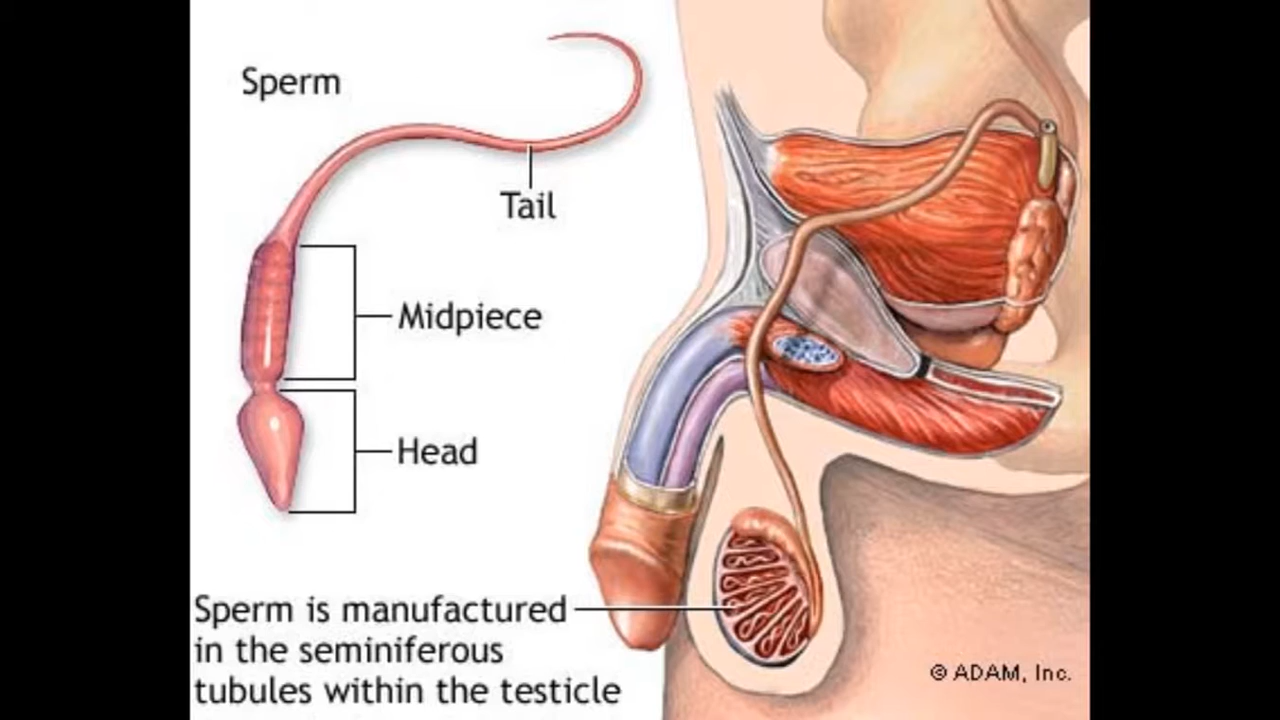 Sperm
Tail
Midpiece
Head
Sperm is manufactured
in the seminiferous
tubules within the testicle
© ADAM, Inc.